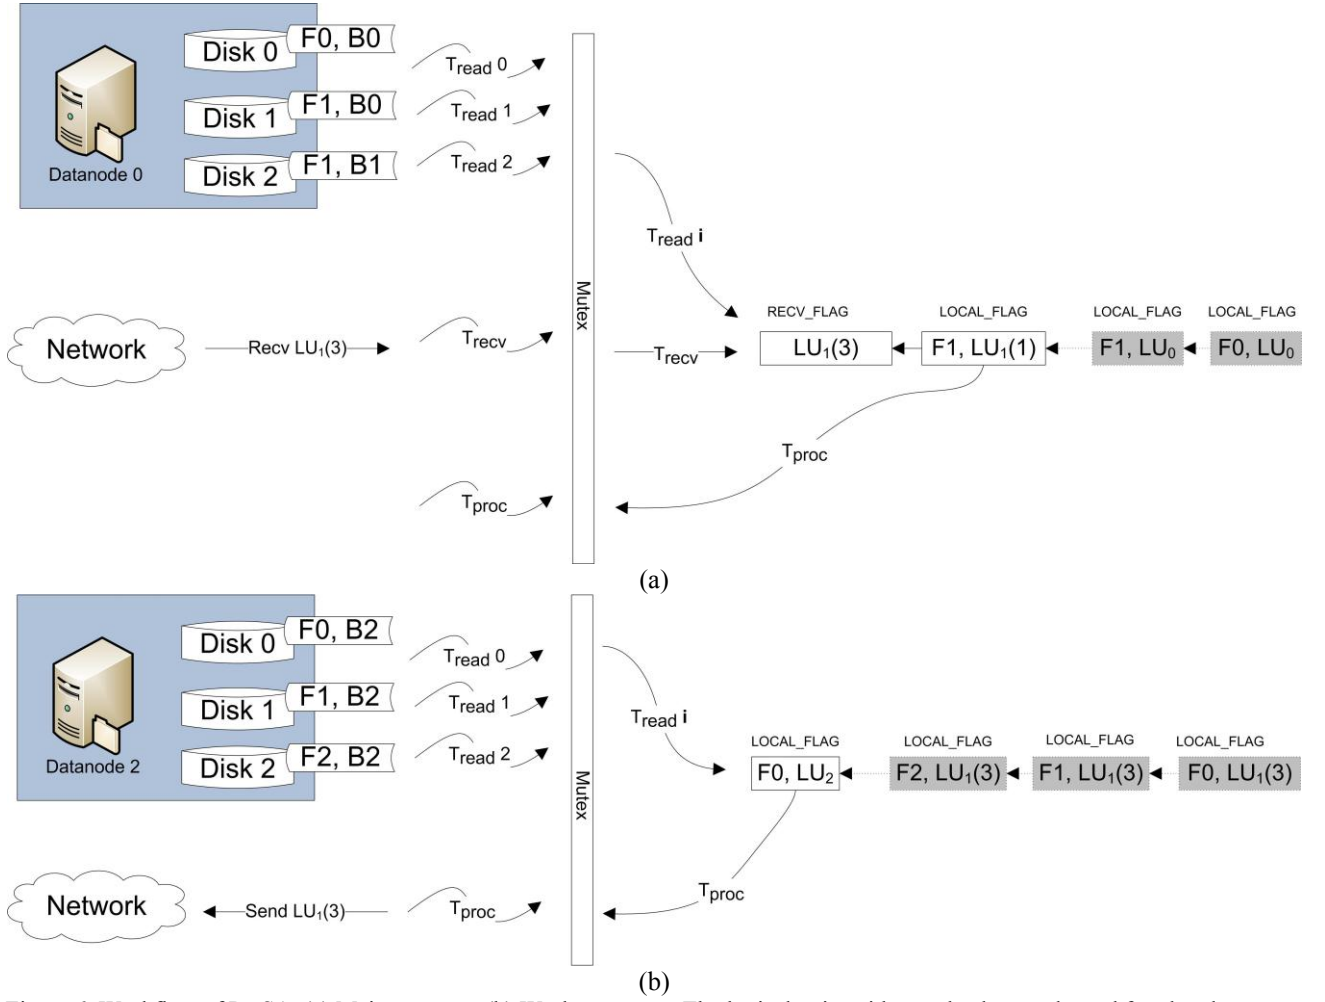 Disk 0
F0, B0
Disk 1
F1, B0
Disk 2
F1, B1
Datanode 0
Tread 0
Tread 1
Tread 2
Mutex
Tread i
Network
Recv LU1(3)
Trecv
Trecv
RECV_FLAG
LOCAL_FLAG
LOCAL_FLAG
LOCAL_FLAG
LU1(3)
F1, LU1(1)
F1, LU0
F0, LU0
Tproc
Tproc
(a)
Disk 0
F0, B2
Disk 1
F1, B2
Disk 2
F2, B2
Datanode 2
Tread 0
Tread 1
Tread 2
Mutex
Tread i
LOCAL_FLAG
LOCAL_FLAG
LOCAL_FLAG
LOCAL_FLAG
F0, LU2
F2, LU1(3)
F1, LU1(3)
F0, LU1(3)
Network
Send LU1(3)
Tproc
Tproc
(b)